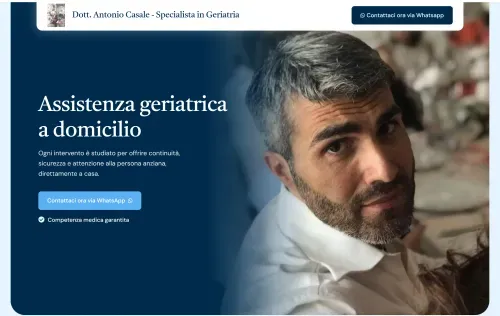 Dott. Antonio Casale - Specialista in Geriatria
Contattaci ora via Whatsapp
Assistenza geriatrica
a domicilio
Ogni intervento è studiato per offrire continuità,
sicurezza e attenzione alla persona anziana,
direttamente a casa.
Contattaci ora via WhatsApp
Competenza medica garantita